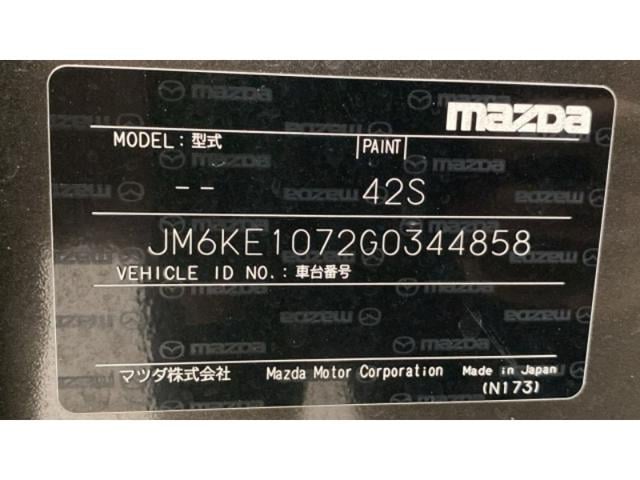 mazda
MODEL: 型式 PAINT
-- 42S
JM6KE1072G0344858
VEHICLE ID NO.: 車台番号
マツダ株式会社 Mazda Motor Corporation Made in Japan
(N173)